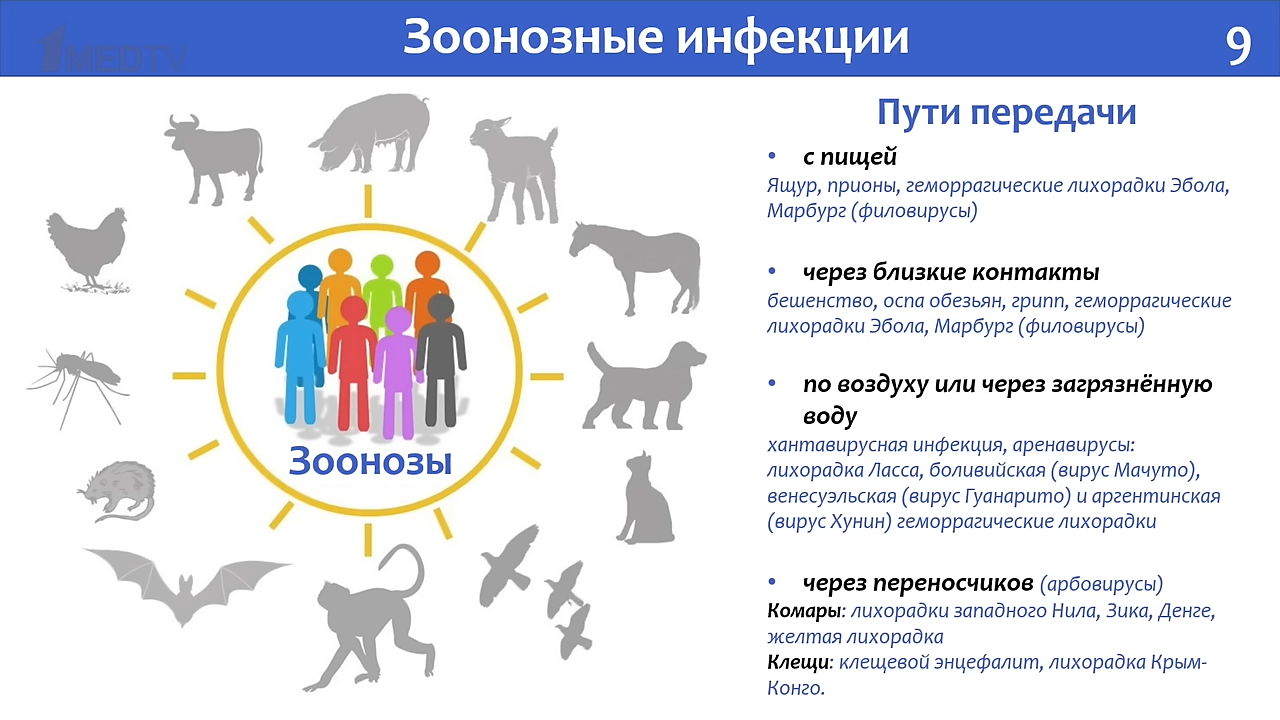 1MEDTV
Зоонозные инфекции
9
Зоонозы
Пути передачи
• с пищей
Ящур, прионы, геморрагические лихорадки Эбола,
Марбург (филовирусы)
• через близкие контакты
бешенство, оспа обезьян, грипп, геморрагические
лихорадки Эбола, Марбург (филовирусы)
• по воздуху или через загрязнённую
воду
хантавирусная инфекция, аренавирусы:
лихорадка Ласса, боливийская (вирус Мачуто),
венесуэльская (вирус Гуанарито) и аргентинская
(вирус Хунин) геморрагические лихорадки
• через переносчиков (арбовирусы)
Комары: лихорадки западного Нила, Зика, Денге,
желтая лихорадка
Клещи: клещевой энцефалит, лихорадка Крым-
Конго.